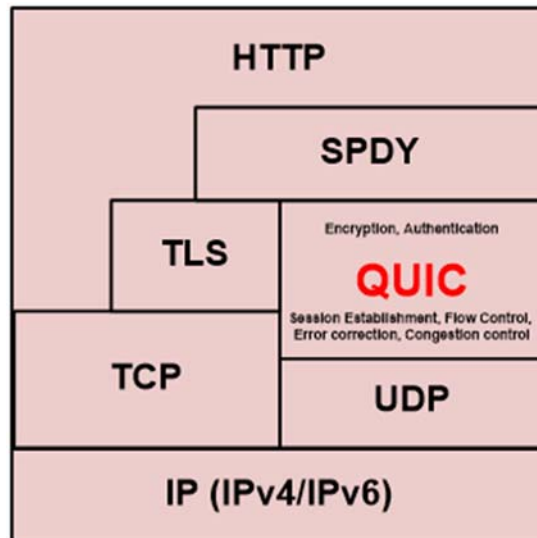 HTTP
SPDY
TLS
Encryption, Authentication
QUIC
Session Establishment, Flow Control,
Error correction, Congestion control
TCP
UDP
IP (IPv4/IPv6)